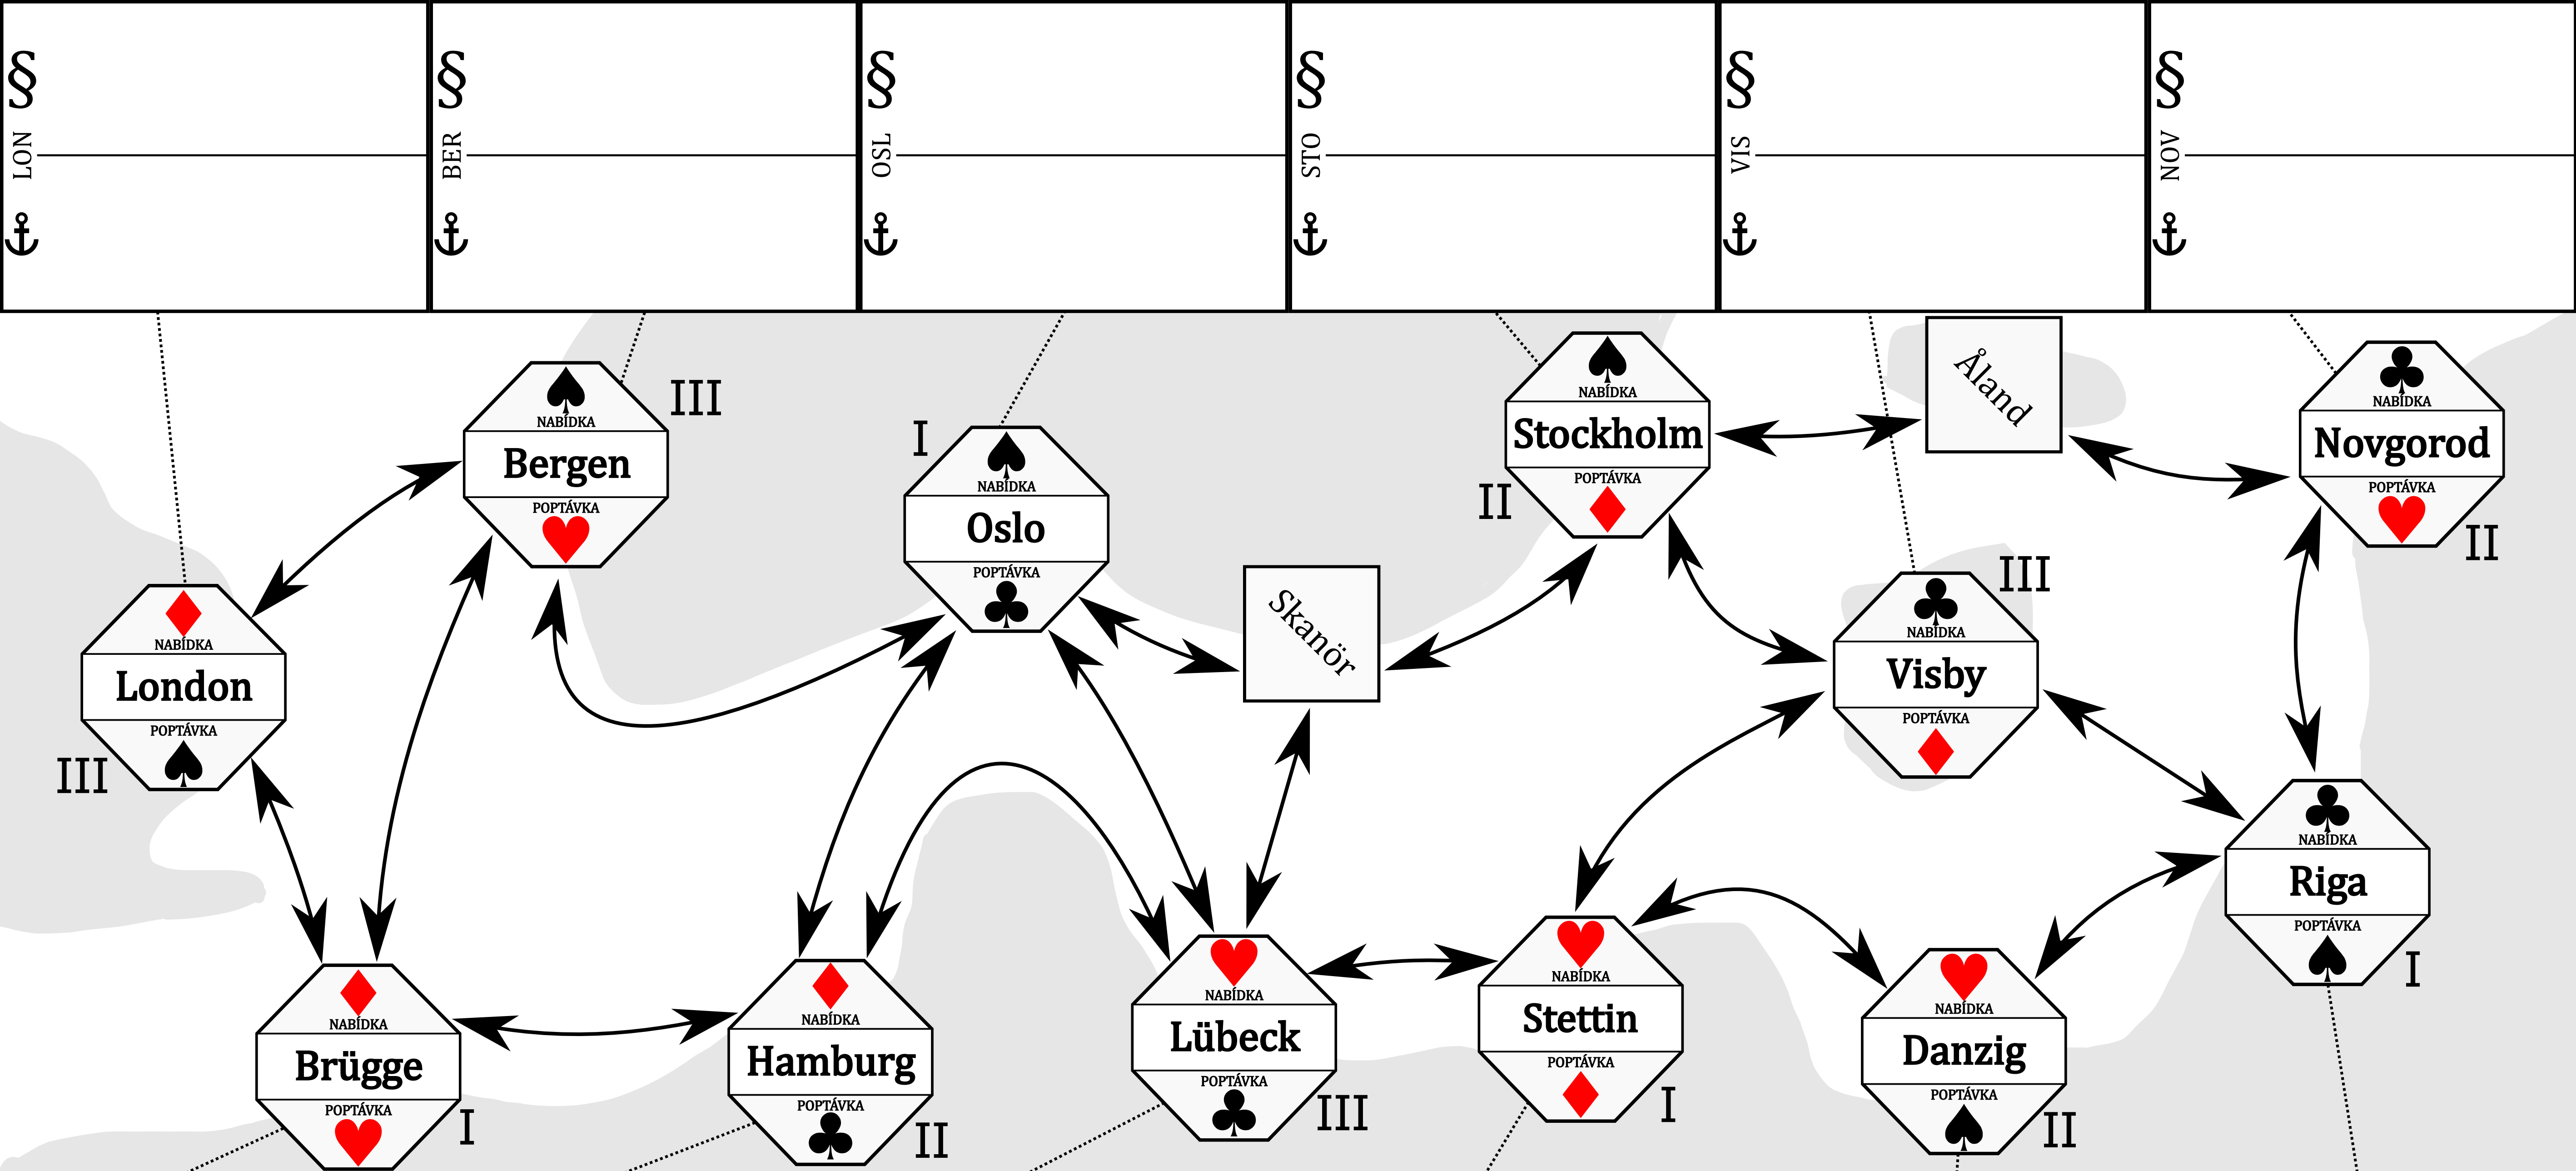 § LON
§ BER
§ OSL
§ STO
§ VIS
§ NOV
NABÍDKA
Bergen
POPTÁVKA
III
I
NABÍDKA
Oslo
POPTÁVKA
NABÍDKA
Stockholm
POPTÁVKA
II
Åland
NABÍDKA
Novgorod
POPTÁVKA
II
NABÍDKA
London
POPTÁVKA
III
Skanör
III
NABÍDKA
Visby
POPTÁVKA
NABÍDKA
Riga
POPTÁVKA
I
NABÍDKA
Brügge
POPTÁVKA
I
NABÍDKA
Hamburg
POPTÁVKA
II
NABÍDKA
Lübeck
POPTÁVKA
III
NABÍDKA
Stettin
POPTÁVKA
I
NABÍDKA
Danzig
POPTÁVKA
II